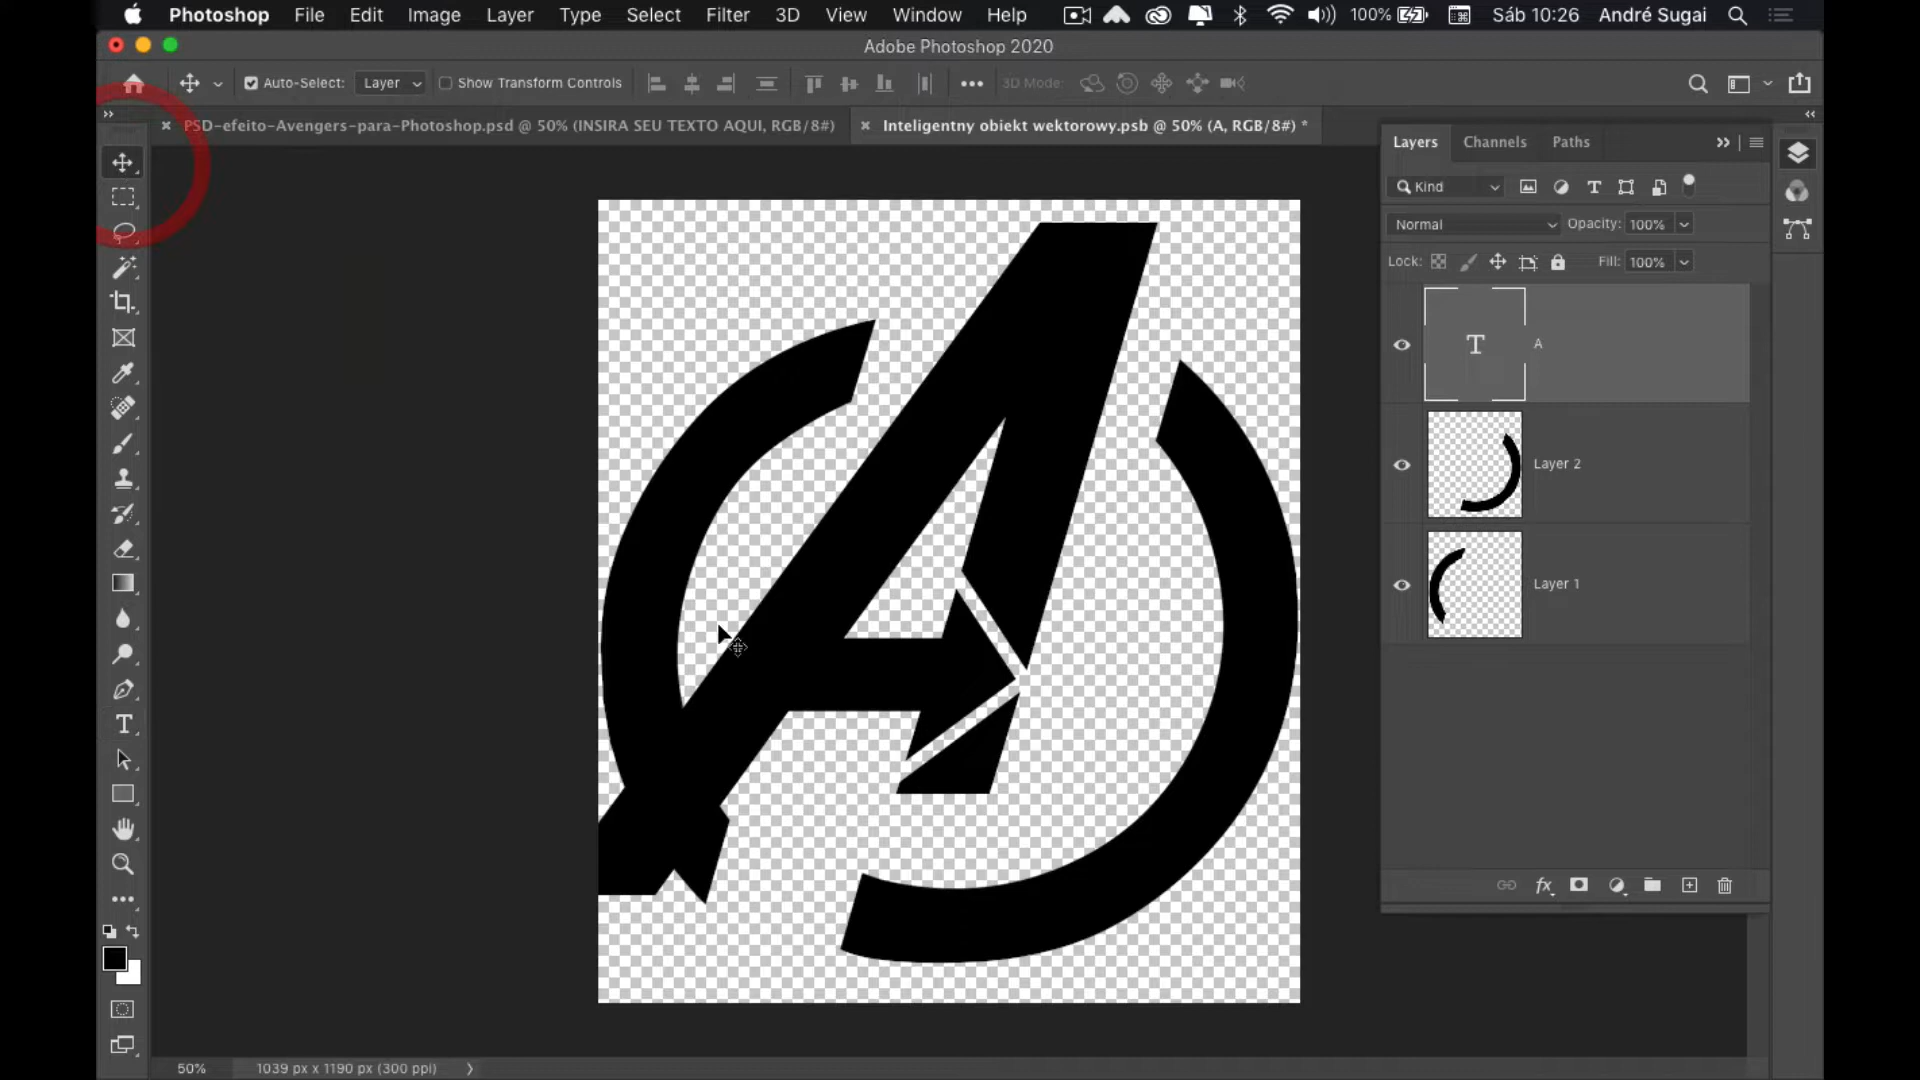 Photoshop File Edit Image Layer Type Select Filter 3D View Window Help 100% Sáb 10:26 André Sugai
Adobe Photoshop 2020
Auto-Select: Layer Show Transform Controls 3D Mode:
PSD-efeito-Avengers-para-Photoshop.psd @ 50% (INSIRA SEU TEXTO AQUI, RGB/8#) Inteligentny obiekt wektorowy.psb @ 50% (A, RGB/8#) *
Layers Channels Paths
Kind
Normal Opacity: 100%
Lock: Fill: 100%
T A
Layer 2
Layer 1
A
50% 1039 px x 1190 px (300 ppi)